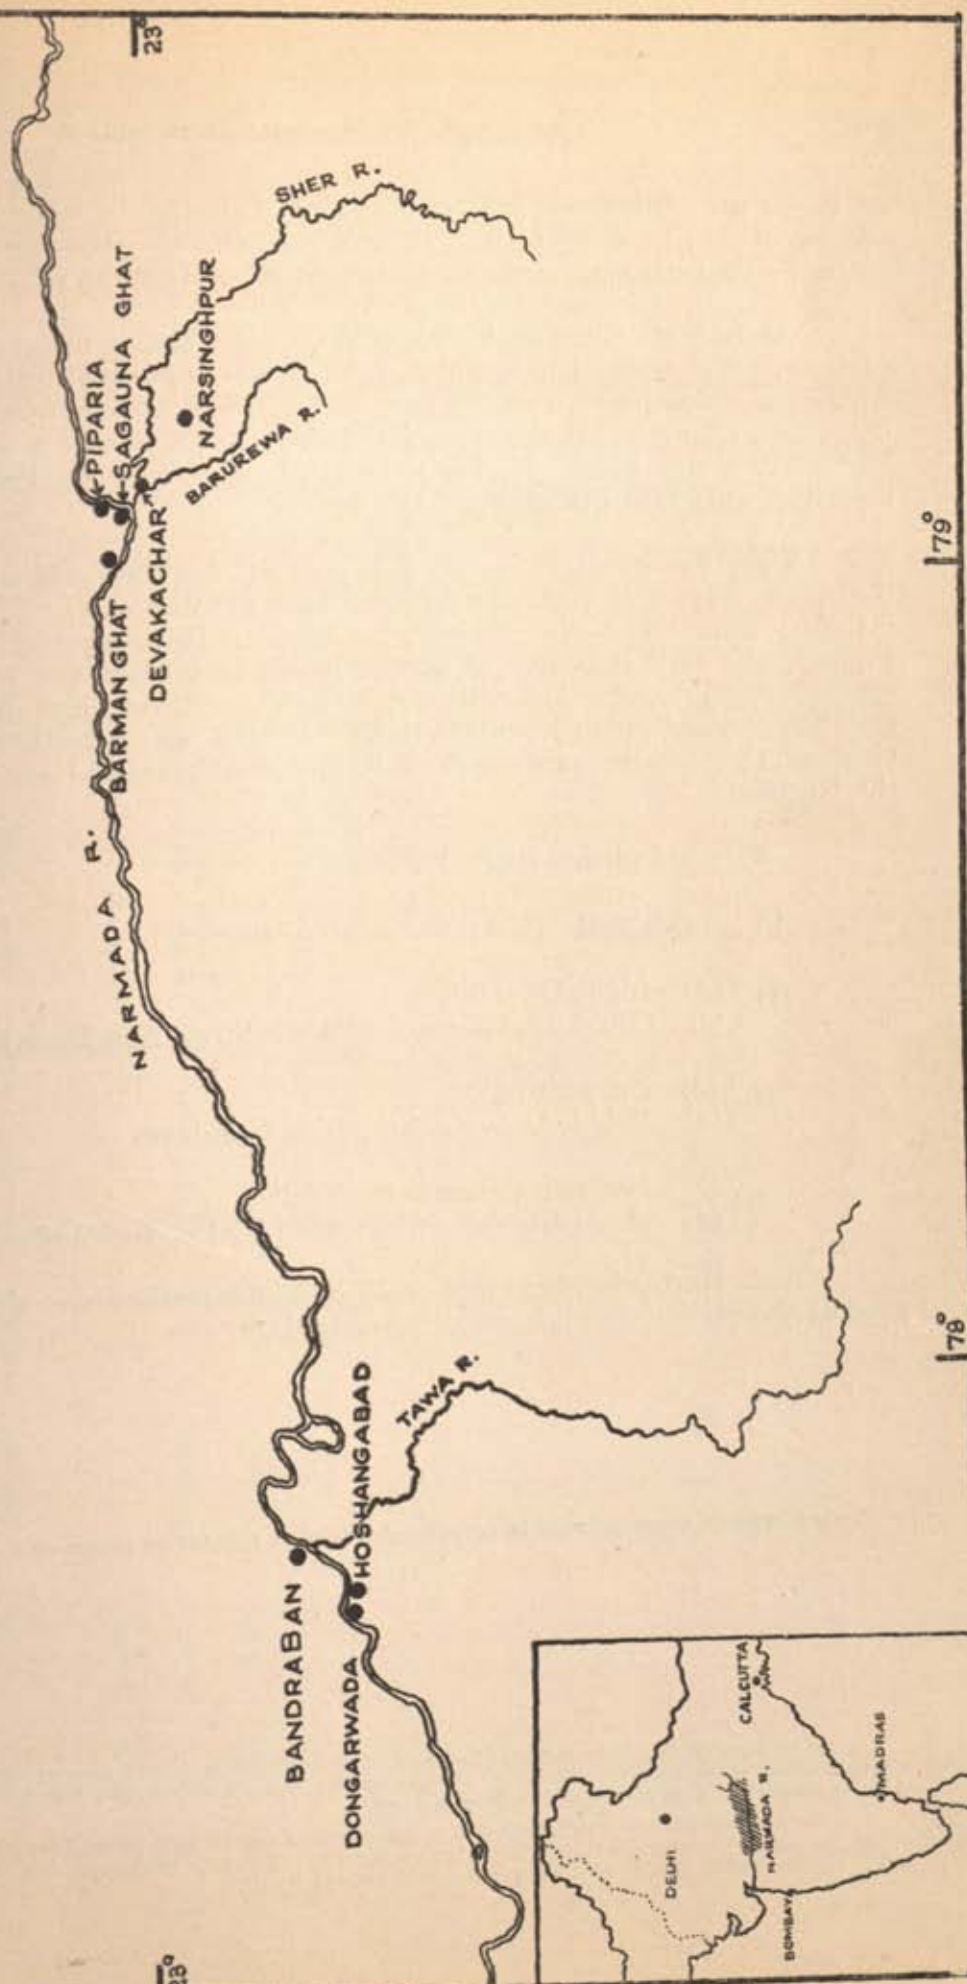 23°
SHER R.
PIPARIA
SAGAUNA GHAT
NARSINGHPUR
BARUREWA R.
DEVAKACHAR
BARMAN GHAT
NARMADA R.
79°
78°
TAWA R.
HOSHANGABAD
BANDRABAN
DONGARWADA
23°
DELHI
CALCUTTA
NARMADA R.
BOMBAY
MADRAS